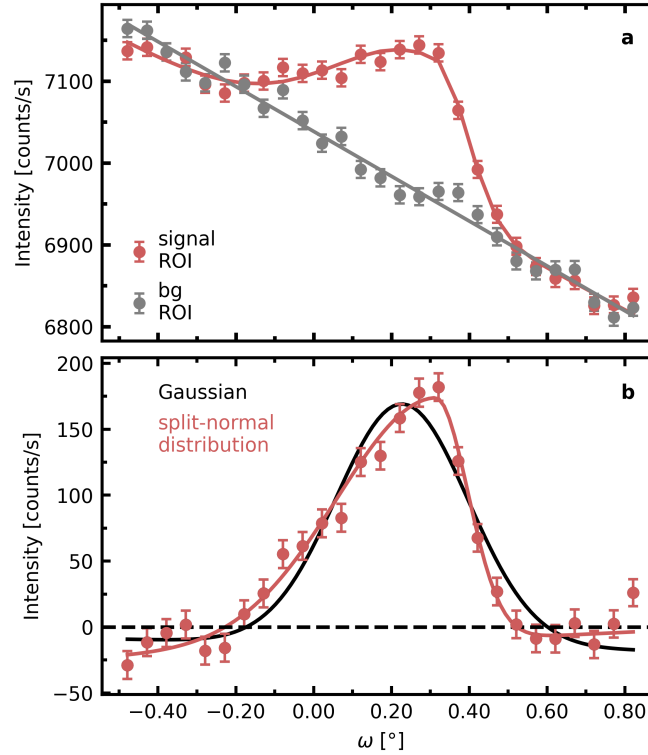 a
7100
7000
6900
6800
Intensity [counts/s]
signal
ROI
bg
ROI
b
200
150
100
50
0
−50
Intensity [counts/s]
Gaussian
split-normal
distribution
−0.40 −0.20 0.00 0.20 0.40 0.60 0.80
ω [°]